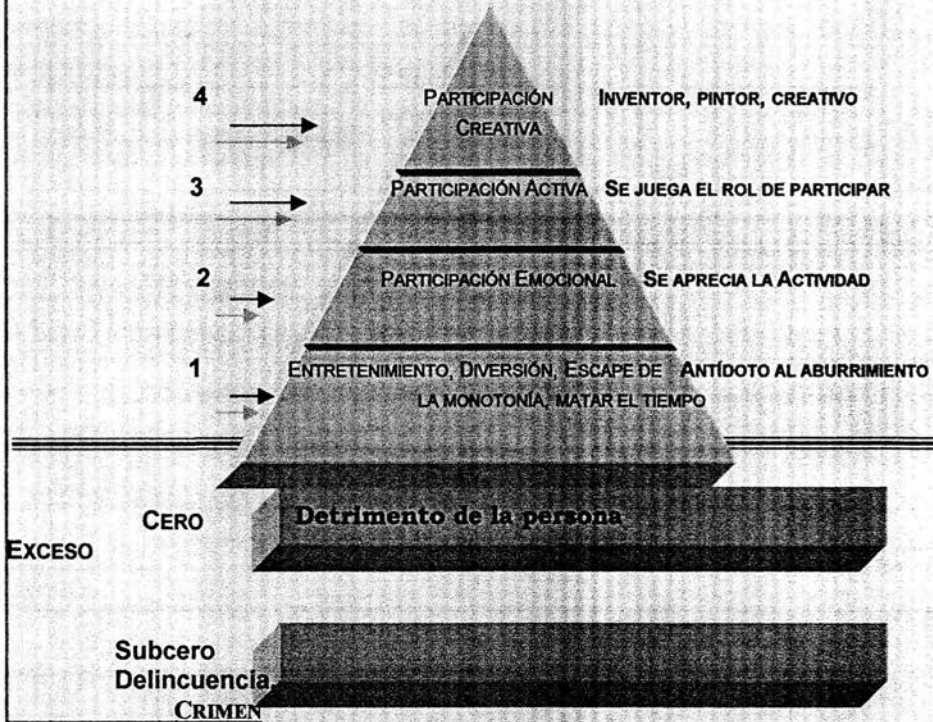 4
PARTICIPACIÓN
CREATIVA
INVENTOR, PINTOR, CREATIVO
3
PARTICIPACIÓN ACTIVA
SE JUEGA EL ROL DE PARTICIPAR
2
PARTICIPACIÓN EMOCIONAL
SE APRECIA LA ACTIVIDAD
1
ENTRETENIMIENTO, DIVERSIÓN, ESCAPE DE
LA MONOTONÍA, MATAR EL TIEMPO
ANTÍDOTO AL ABURRIMIENTO
CERO
Detrimento de la persona
EXCESO
Subcero
Delincuencia,
CRIMEN